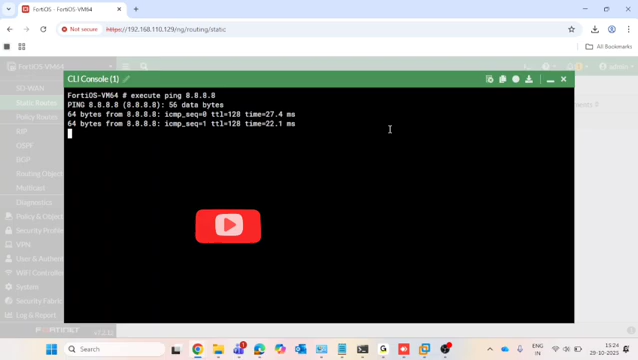 FortiOS - FortiOS-VM64
Not secure https://192.168.110.129/ng/routing/static
All Bookmarks
FortiOS-VM64
admin
CLI Console (1)
SD-WAN
Static Routes
Policy Routes
RIP
OSPF
BGP
Routing Objects
Multicast
Diagnostics
Policy & Objects
Security Profiles
VPN
User & Authentication
WiFi Controller
System
Security Fabric
Log & Report
FortiOS-VM64 # execute ping 8.8.8.8
PING 8.8.8.8 (8.8.8.8): 56 data bytes
64 bytes from 8.8.8.8: icmp_seq=0 ttl=128 time=27.4 ms
64 bytes from 8.8.8.8: icmp_seq=1 ttl=128 time=22.1 ms
FORTINET
v7.2.12
Search
1
ENG
IN
15:24
29-10-2025